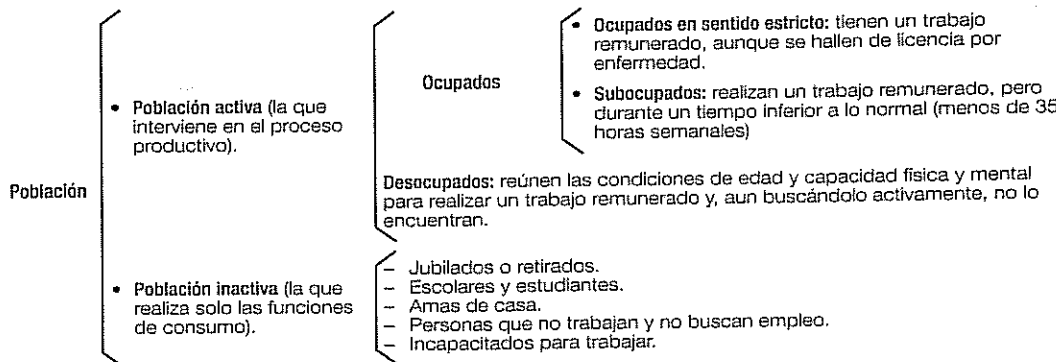 Población
• Población activa (la que
interviene en el proceso
productivo).
Ocupados
• Ocupados en sentido estricto: tienen un trabajo
remunerado, aunque se hallen de licencia por
enfermedad.
• Subocupados: realizan un trabajo remunerado, pero
durante un tiempo inferior a lo normal (menos de 35
horas semanales)
Desocupados: reúnen las condiciones de edad y capacidad física y mental
para realizar un trabajo remunerado y, aun buscándolo activamente, no lo
encuentran.
• Población inactiva (la que
realiza solo las funciones
de consumo).
– Jubilados o retirados.
– Escolares y estudiantes.
– Amas de casa.
– Personas que no trabajan y no buscan empleo.
– Incapacitados para trabajar.